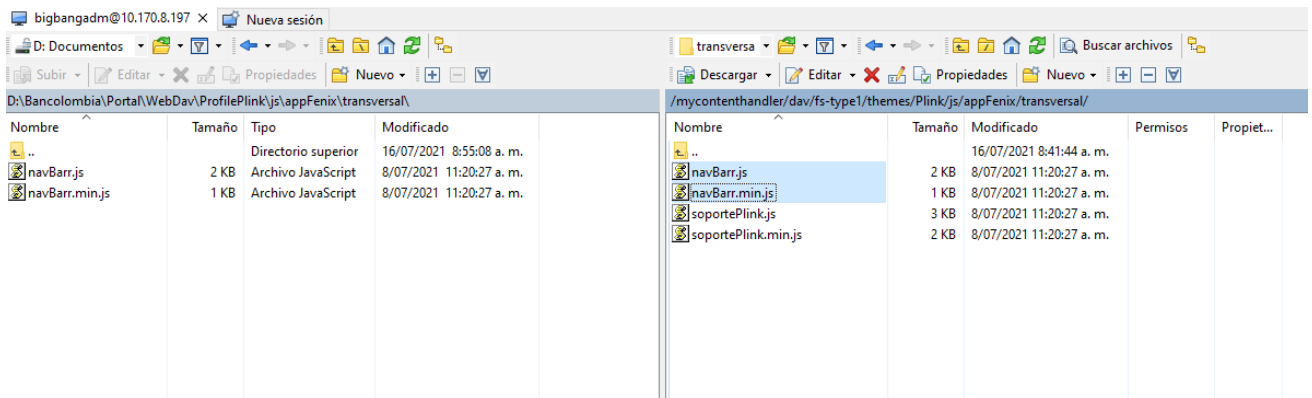 bigbangadm@10.170.8.197 × Nueva sesión
D: Documentos
transversa Buscar archivos
Subir Editar Propiedades Nuevo
Descargar Editar Propiedades Nuevo
D:\Bancolombia\Portal\WebDav\ProfilePlink\js\appFenix\transversal\
/mycontenthandler/dav/fs-type1/themes/Plink/js/appFenix/transversal/
Nombre Tamaño Tipo Modificado
.. Directorio superior 16/07/2021 8:55:08 a. m.
navBarr.js 2 KB Archivo JavaScript 8/07/2021 11:20:27 a. m.
navBarr.min.js 1 KB Archivo JavaScript 8/07/2021 11:20:27 a. m.
Nombre Tamaño Modificado Permisos Propiet...
.. 16/07/2021 8:41:44 a. m.
navBarr.js 2 KB 8/07/2021 11:20:27 a. m.
navBarr.min.js 1 KB 8/07/2021 11:20:27 a. m.
soportePlink.js 3 KB 8/07/2021 11:20:27 a. m.
soportePlink.min.js 2 KB 8/07/2021 11:20:27 a. m.